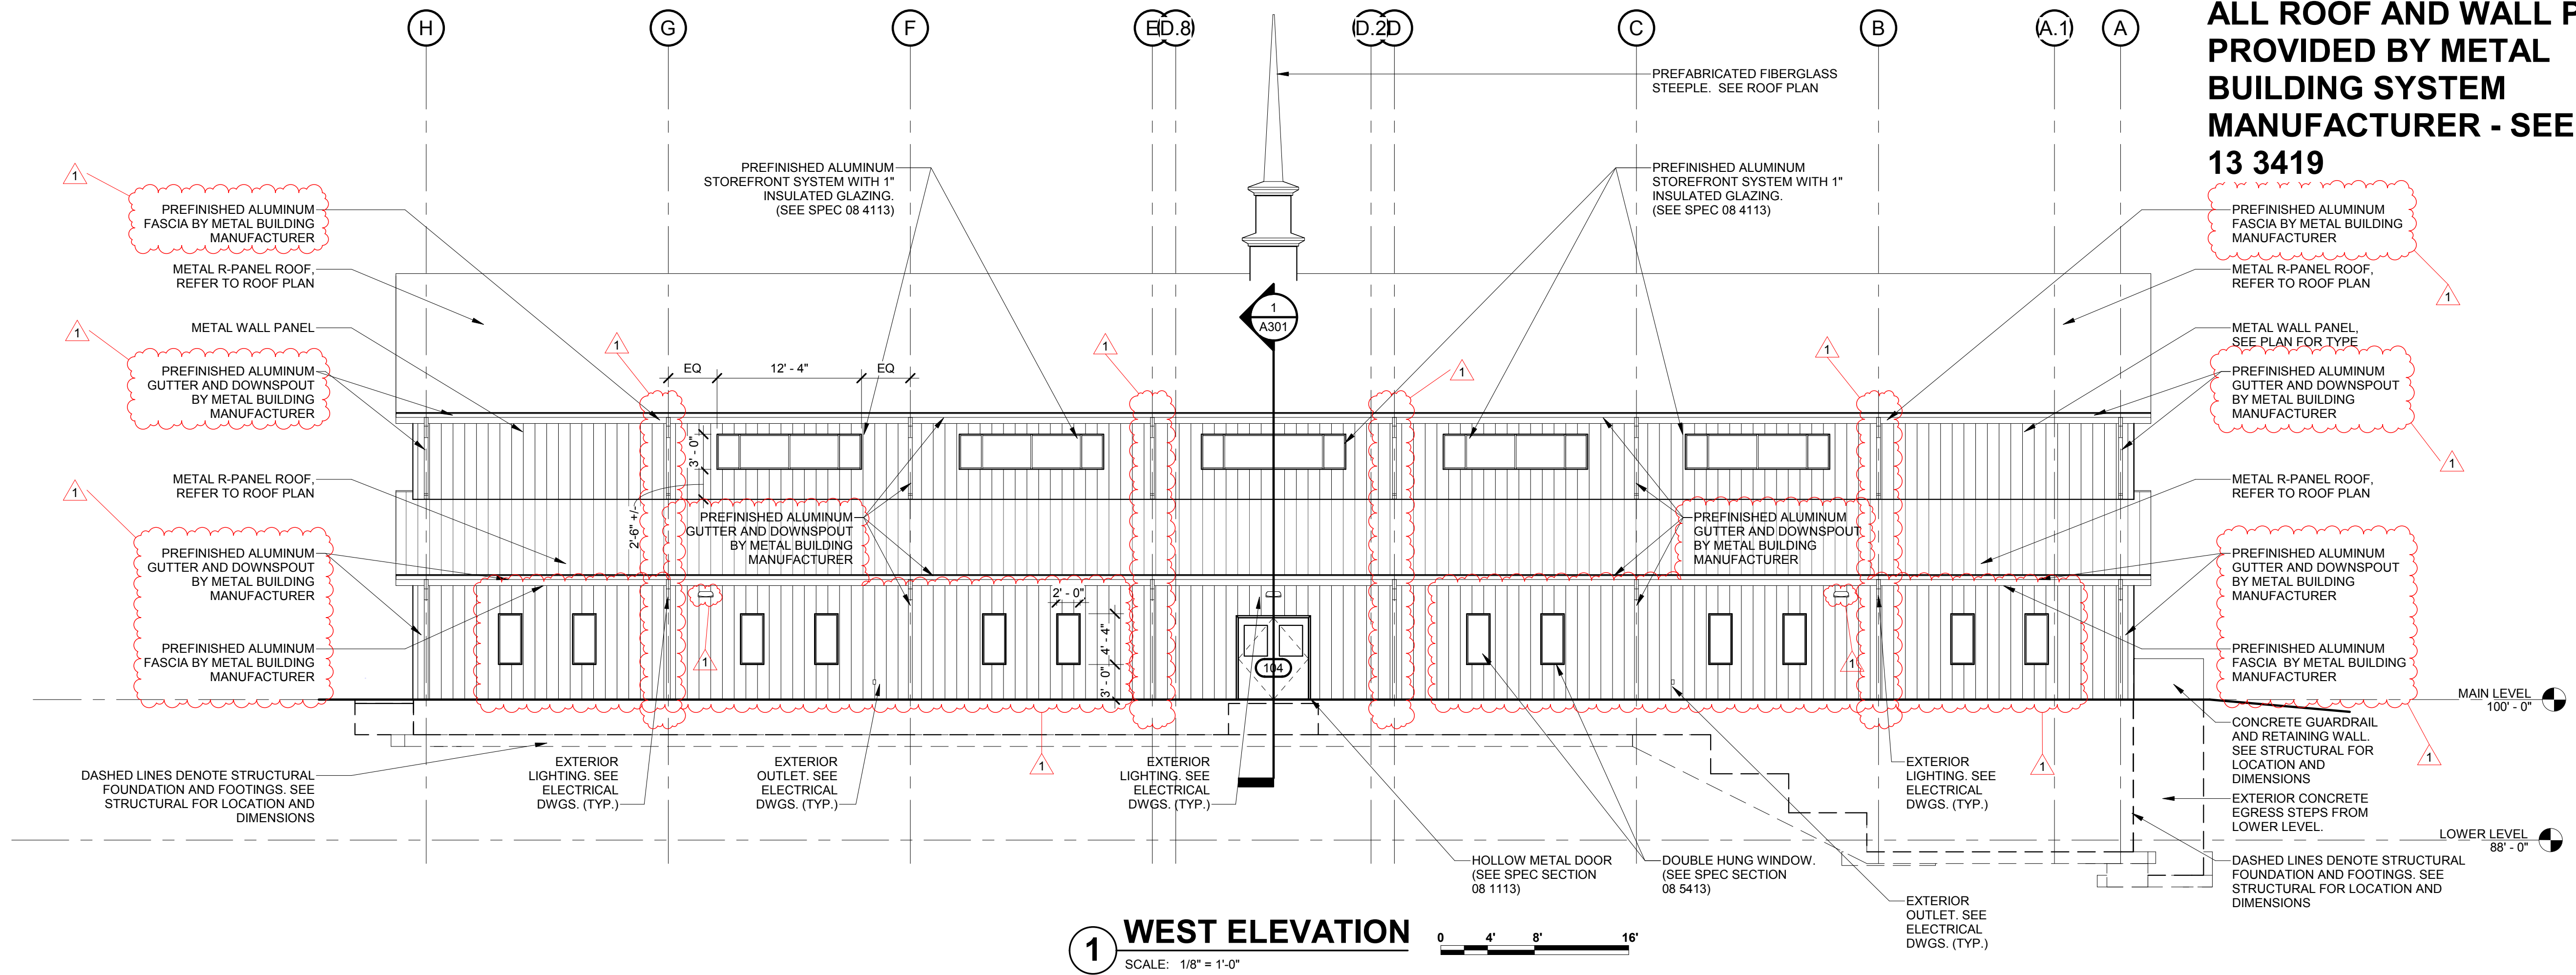 H
G
F
E
D.8
D.2
D
C
B
A.1
A
ALL ROOF AND WALL P
PROVIDED BY METAL
BUILDING SYSTEM
MANUFACTURER - SEE
13 3419
PREFABRICATED FIBERGLASS
STEEPLE. SEE ROOF PLAN
1
PREFINISHED ALUMINUM
FASCIA BY METAL BUILDING
MANUFACTURER
METAL R-PANEL ROOF,
REFER TO ROOF PLAN
1
METAL WALL PANEL
PREFINISHED ALUMINUM
GUTTER AND DOWNSPOUT
BY METAL BUILDING
MANUFACTURER
METAL R-PANEL ROOF,
REFER TO ROOF PLAN
1
PREFINISHED ALUMINUM
GUTTER AND DOWNSPOUT
BY METAL BUILDING
MANUFACTURER
PREFINISHED ALUMINUM
FASCIA BY METAL BUILDING
MANUFACTURER
DASHED LINES DENOTE STRUCTURAL
FOUNDATION AND FOOTINGS. SEE
STRUCTURAL FOR LOCATION AND
DIMENSIONS
PREFINISHED ALUMINUM
STOREFRONT SYSTEM WITH 1"
INSULATED GLAZING.
(SEE SPEC 08 4113)
PREFINISHED ALUMINUM
STOREFRONT SYSTEM WITH 1"
INSULATED GLAZING.
(SEE SPEC 08 4113)
1
A301
1
1
1
1
EQ
12' - 4"
EQ
3' - 0"
2'-6" +/-
PREFINISHED ALUMINUM
GUTTER AND DOWNSPOUT
BY METAL BUILDING
MANUFACTURER
PREFINISHED ALUMINUM
GUTTER AND DOWNSPOUT
BY METAL BUILDING
MANUFACTURER
2' - 0"
4' - 4"
3' - 0"
104
1
1
1
1
EXTERIOR
LIGHTING. SEE
ELECTRICAL
DWGS. (TYP.)
EXTERIOR
OUTLET. SEE
ELECTRICAL
DWGS. (TYP.)
EXTERIOR
LIGHTING. SEE
ELECTRICAL
DWGS. (TYP.)
EXTERIOR
LIGHTING. SEE
ELECTRICAL
DWGS. (TYP.)
HOLLOW METAL DOOR
(SEE SPEC SECTION
08 1113)
DOUBLE HUNG WINDOW.
(SEE SPEC SECTION
08 5413)
EXTERIOR
OUTLET. SEE
ELECTRICAL
DWGS. (TYP.)
PREFINISHED ALUMINUM
FASCIA BY METAL BUILDING
MANUFACTURER
METAL R-PANEL ROOF,
REFER TO ROOF PLAN
1
METAL WALL PANEL,
SEE PLAN FOR TYPE
PREFINISHED ALUMINUM
GUTTER AND DOWNSPOUT
BY METAL BUILDING
MANUFACTURER
1
METAL R-PANEL ROOF,
REFER TO ROOF PLAN
PREFINISHED ALUMINUM
GUTTER AND DOWNSPOUT
BY METAL BUILDING
MANUFACTURER
PREFINISHED ALUMINUM
FASCIA BY METAL BUILDING
MANUFACTURER
MAIN LEVEL
100' - 0"
CONCRETE GUARDRAIL
AND RETAINING WALL.
SEE STRUCTURAL FOR
LOCATION AND
DIMENSIONS
1
EXTERIOR CONCRETE
EGRESS STEPS FROM
LOWER LEVEL.
LOWER LEVEL
88' - 0"
DASHED LINES DENOTE STRUCTURAL
FOUNDATION AND FOOTINGS. SEE
STRUCTURAL FOR LOCATION AND
DIMENSIONS
1
WEST ELEVATION
SCALE: 1/8" = 1'-0"
0 4' 8' 16'